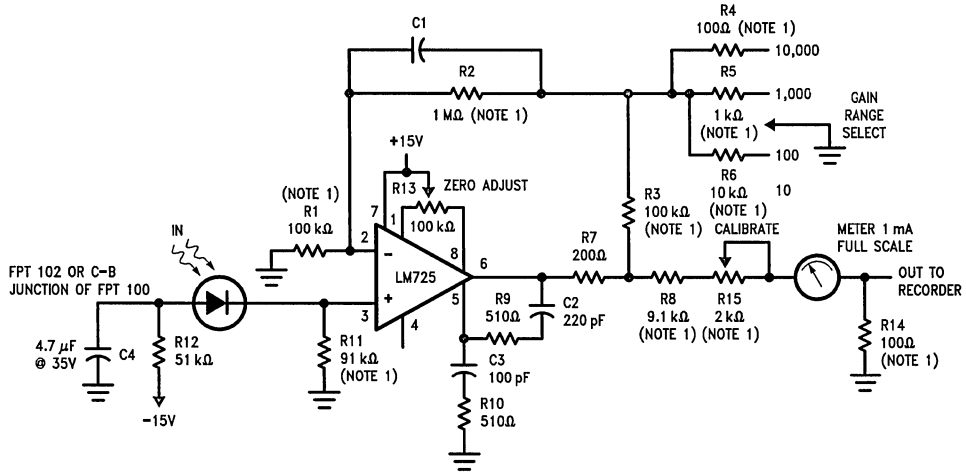 C1
R4
100Ω (NOTE 1)
10,000
R2
1 MΩ (NOTE 1)
R5
1,000
1 kΩ
(NOTE 1)
GAIN
RANGE
SELECT
100
R6
10 kΩ
(NOTE 1)
10
+15V
R13
ZERO ADJUST
100 kΩ
(NOTE 1)
R1
100 kΩ
7
1
2
8
LM725
6
5
3
4
−
+
R3
100 kΩ
(NOTE 1)
CALIBRATE
METER 1 mA
FULL SCALE
IN
FPT 102 OR C–B
JUNCTION OF FPT 100
R7
200Ω
OUT TO
RECORDER
R9
510Ω
C2
220 pF
R8
9.1 kΩ
(NOTE 1)
R15
2 kΩ
(NOTE 1)
R14
100Ω
(NOTE 1)
4.7 μF
@ 35V
C4
R12
51 kΩ
−15V
R11
91 kΩ
(NOTE 1)
C3
100 pF
R10
510Ω